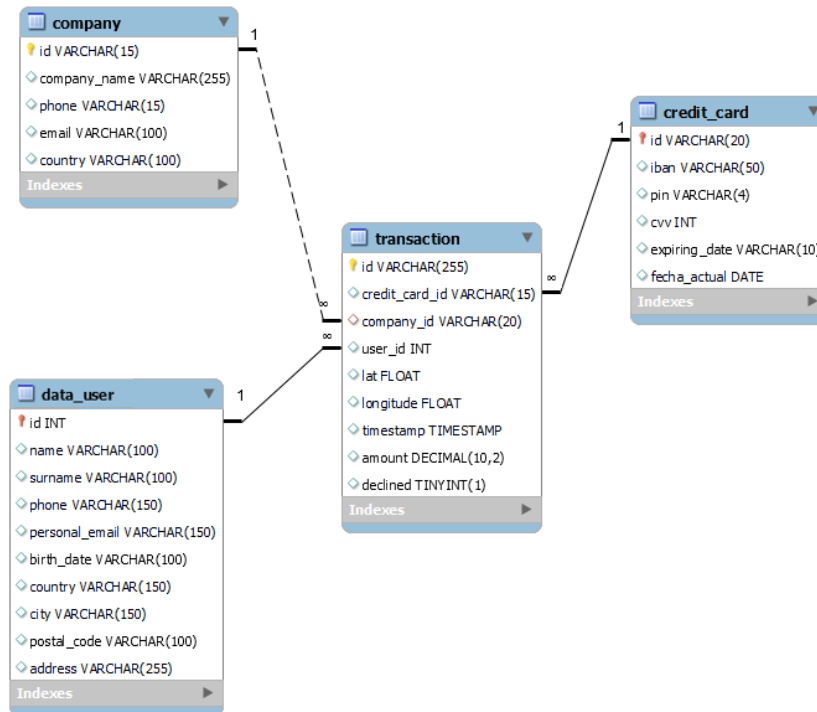 company
id VARCHAR(15)
company_name VARCHAR(255)
phone VARCHAR(15)
email VARCHAR(100)
country VARCHAR(100)
Indexes
1
∞
credit_card
id VARCHAR(20)
iban VARCHAR(50)
pin VARCHAR(4)
cvv INT
expiring_date VARCHAR(10)
fecha_actual DATE
Indexes
1
∞
transaction
id VARCHAR(255)
credit_card_id VARCHAR(15)
company_id VARCHAR(20)
user_id INT
lat FLOAT
longitude FLOAT
timestamp TIMESTAMP
amount DECIMAL(10,2)
declined TINYINT(1)
Indexes
∞
1
data_user
id INT
name VARCHAR(100)
surname VARCHAR(100)
phone VARCHAR(150)
personal_email VARCHAR(150)
birth_date VARCHAR(100)
country VARCHAR(150)
city VARCHAR(150)
postal_code VARCHAR(100)
address VARCHAR(255)
Indexes